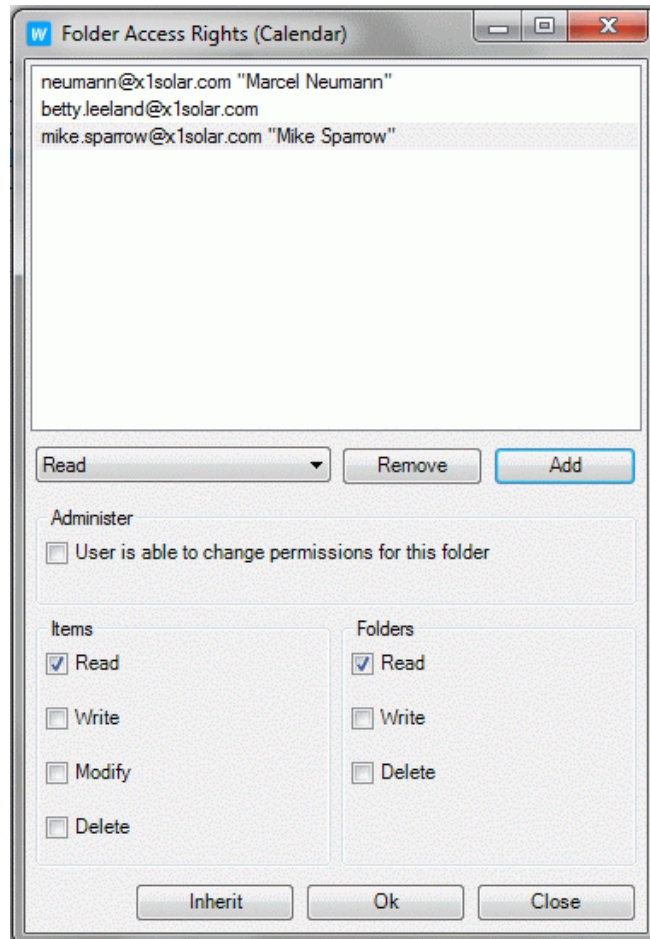 W Folder Access Rights (Calendar)
neumann@x1solar.com "Marcel Neumann"
betty.leeland@x1solar.com
mike.sparrow@x1solar.com "Mike Sparrow"
Read Remove Add
Administer
User is able to change permissions for this folder
Items Folders
Read Read
Write Write
Modify Delete
Delete
Inherit Ok Close